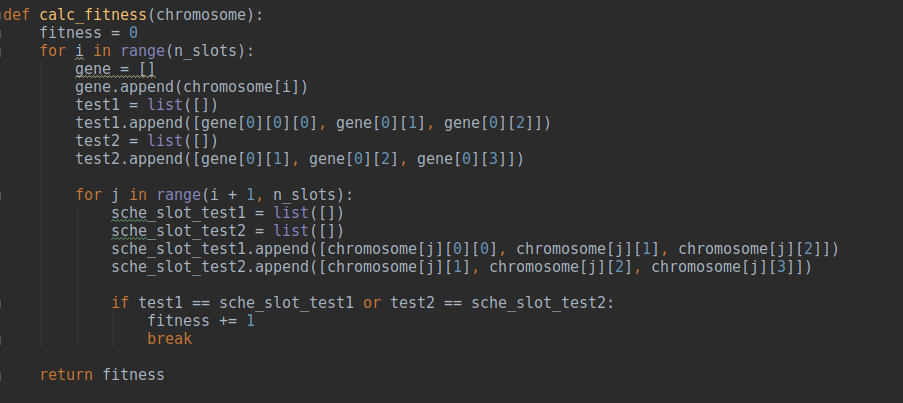 def calc_fitness(chromosome):
    fitness = 0
    for i in range(n_slots):
        gene = []
        gene.append(chromosome[i])
        test1 = list([])
        test1.append([gene[0][0][0], gene[0][1], gene[0][2]])
        test2 = list([])
        test2.append([gene[0][1], gene[0][2], gene[0][3]])

        for j in range(i + 1, n_slots):
            sche_slot_test1 = list([])
            sche_slot_test2 = list([])
            sche_slot_test1.append([chromosome[j][0][0], chromosome[j][1], chromosome[j][2]])
            sche_slot_test2.append([chromosome[j][1], chromosome[j][2], chromosome[j][3]])

            if test1 == sche_slot_test1 or test2 == sche_slot_test2:
                fitness += 1
                break

    return fitness